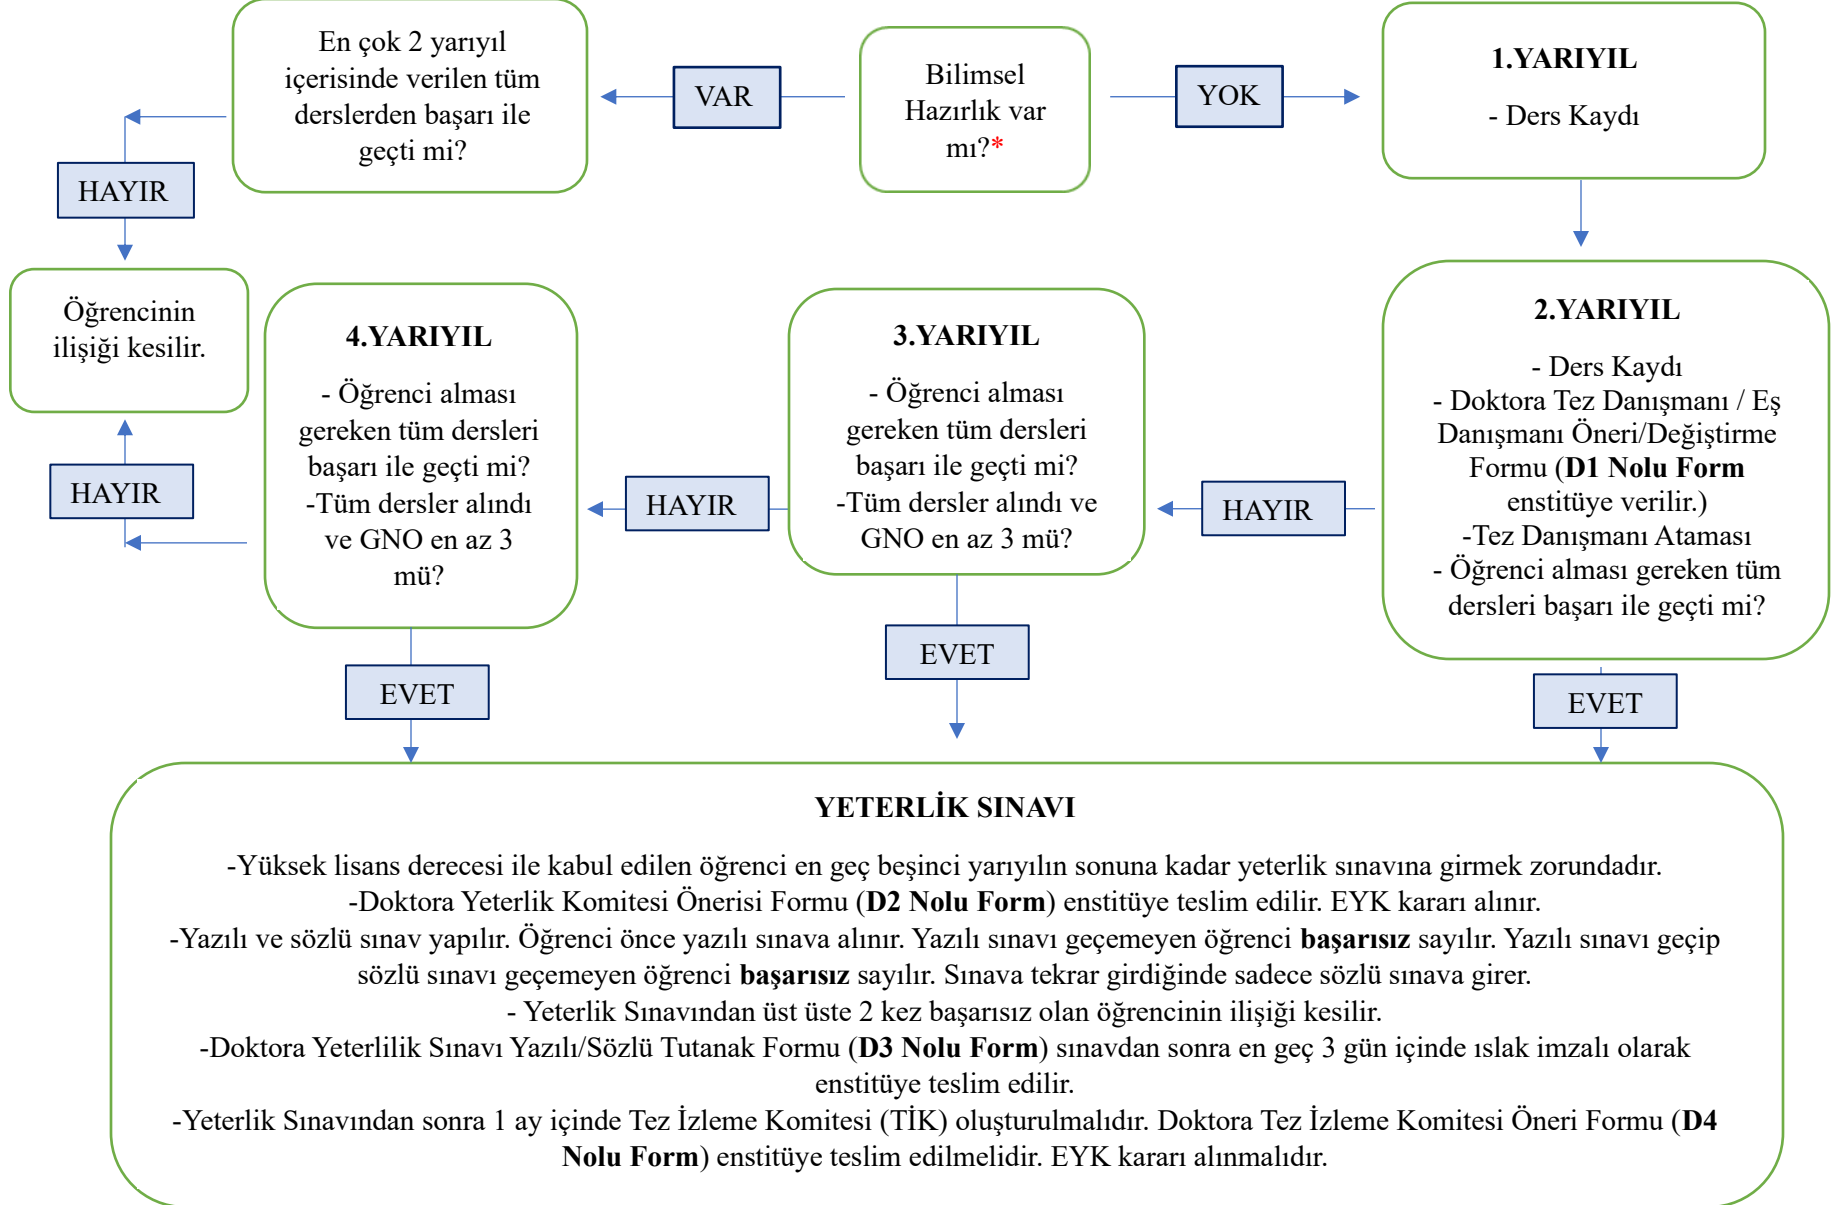 En çok 2 yarıyıl
içerisinde verilen tüm
derslerden başarı ile
geçti mi?
VAR
Bilimsel
Hazırlık var
mı?*
YOK
1.YARIYIL
- Ders Kaydı
HAYIR
Öğrencinin
ilişiği kesilir.
HAYIR
4.YARIYIL
- Öğrenci alması
gereken tüm dersleri
başarı ile geçti mi?
-Tüm dersler alındı
ve GNO en az 3
mü?
HAYIR
3.YARIYIL
- Öğrenci alması
gereken tüm dersleri
başarı ile geçti mi?
-Tüm dersler alındı ve
GNO en az 3 mü?
HAYIR
2.YARIYIL
- Ders Kaydı
- Doktora Tez Danışmanı / Eş
Danışmanı Öneri/Değiştirme
Formu (D1 Nolu Form
enstitüye verilir.)
-Tez Danışmanı Ataması
- Öğrenci alması gereken tüm
dersleri başarı ile geçti mi?
EVET
EVET
EVET
YETERLİK SINAVI
-Yüksek lisans derecesi ile kabul edilen öğrenci en geç beşinci yarıyılın sonuna kadar yeterlik sınavına girmek zorundadır.
-Doktora Yeterlik Komitesi Önerisi Formu (D2 Nolu Form) enstitüye teslim edilir. EYK kararı alınır.
-Yazılı ve sözlü sınav yapılır. Öğrenci önce yazılı sınava alınır. Yazılı sınavı geçemeyen öğrenci başarısız sayılır. Yazılı sınavı geçip
sözlü sınavı geçemeyen öğrenci başarısız sayılır. Sınava tekrar girdiğinde sadece sözlü sınava girer.
- Yeterlik Sınavından üst üste 2 kez başarısız olan öğrencinin ilişiği kesilir.
-Doktora Yeterlilik Sınavı Yazılı/Sözlü Tutanak Formu (D3 Nolu Form) sınavdan sonra en geç 3 gün içinde ıslak imzalı olarak
enstitüye teslim edilir.
-Yeterlik Sınavından sonra 1 ay içinde Tez İzleme Komitesi (TİK) oluşturulmalıdır. Doktora Tez İzleme Komitesi Öneri Formu (D4
Nolu Form) enstitüye teslim edilmelidir. EYK kararı alınmalıdır.